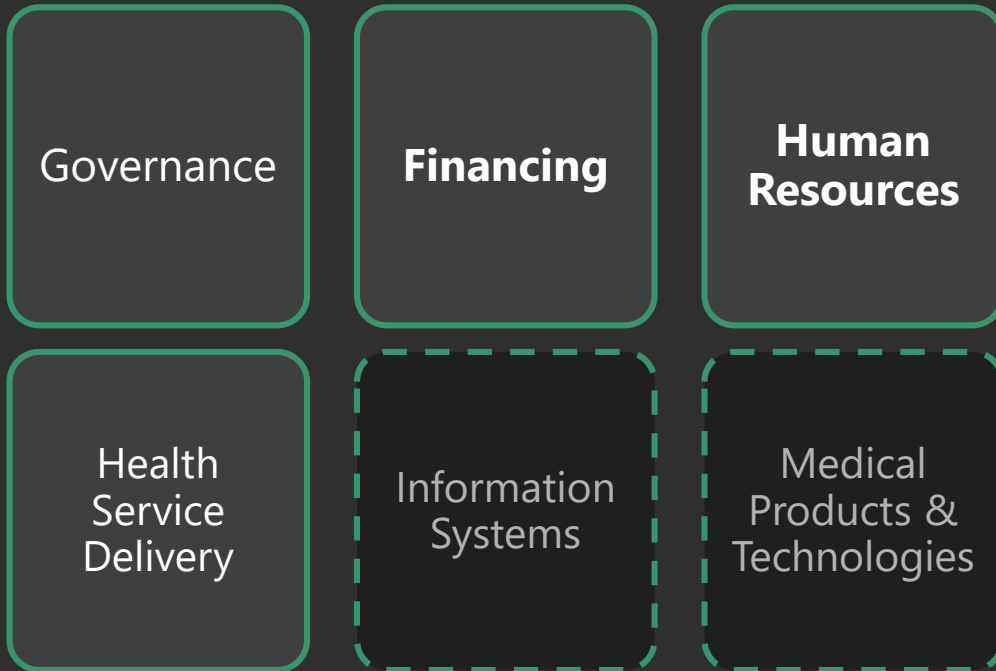 Governance
Financing
Human
Resources
Health
Service
Delivery
Information
Systems
Medical
Products &
Technologies